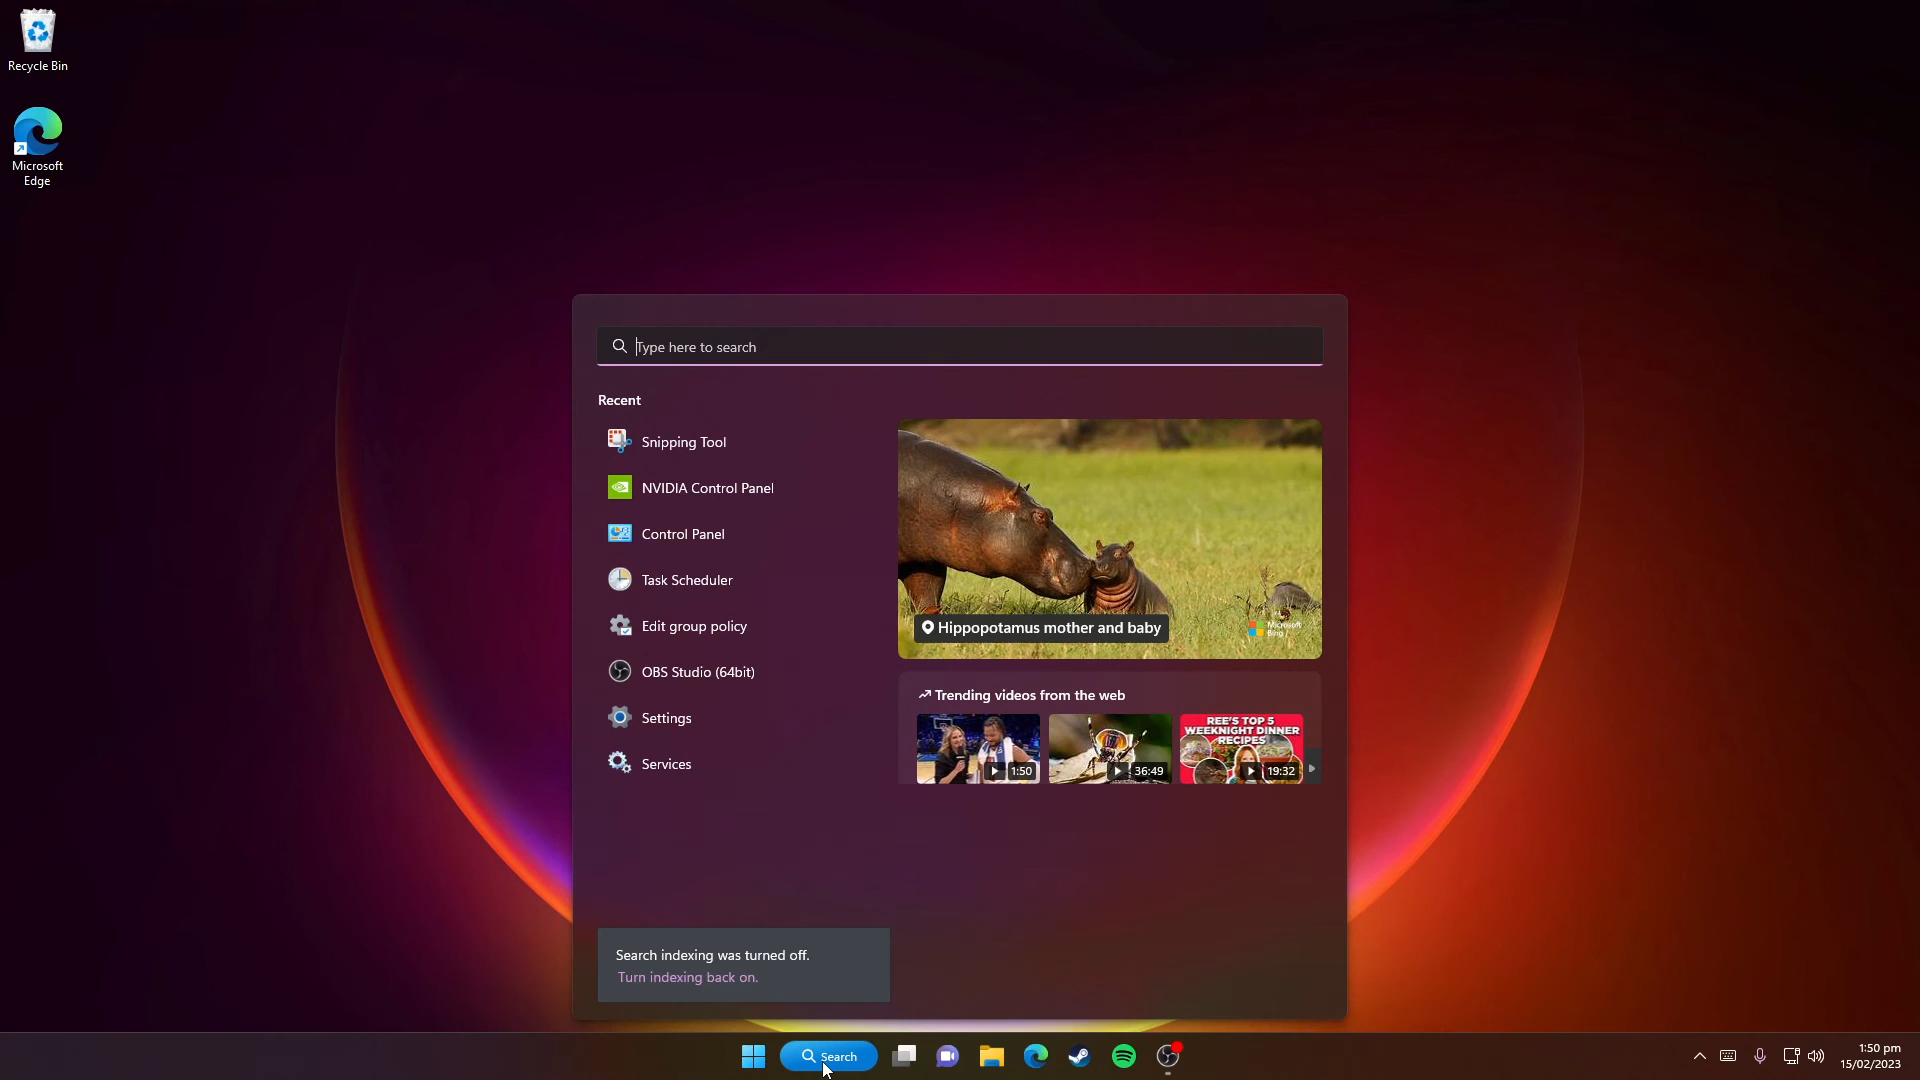 Recycle Bin
Microsoft
Edge
Type here to search
Recent
Snipping Tool
NVIDIA Control Panel
Control Panel
Task Scheduler
Edit group policy
OBS Studio (64bit)
Settings
Services
Hippopotamus mother and baby
Microsoft
Bing
Trending videos from the web
1:50
36:49
REE'S TOP 5
WEEKNIGHT DINNER
RECIPES
19:32
Search indexing was turned off.
Turn indexing back on.
Search
1:50 pm
15/02/2023